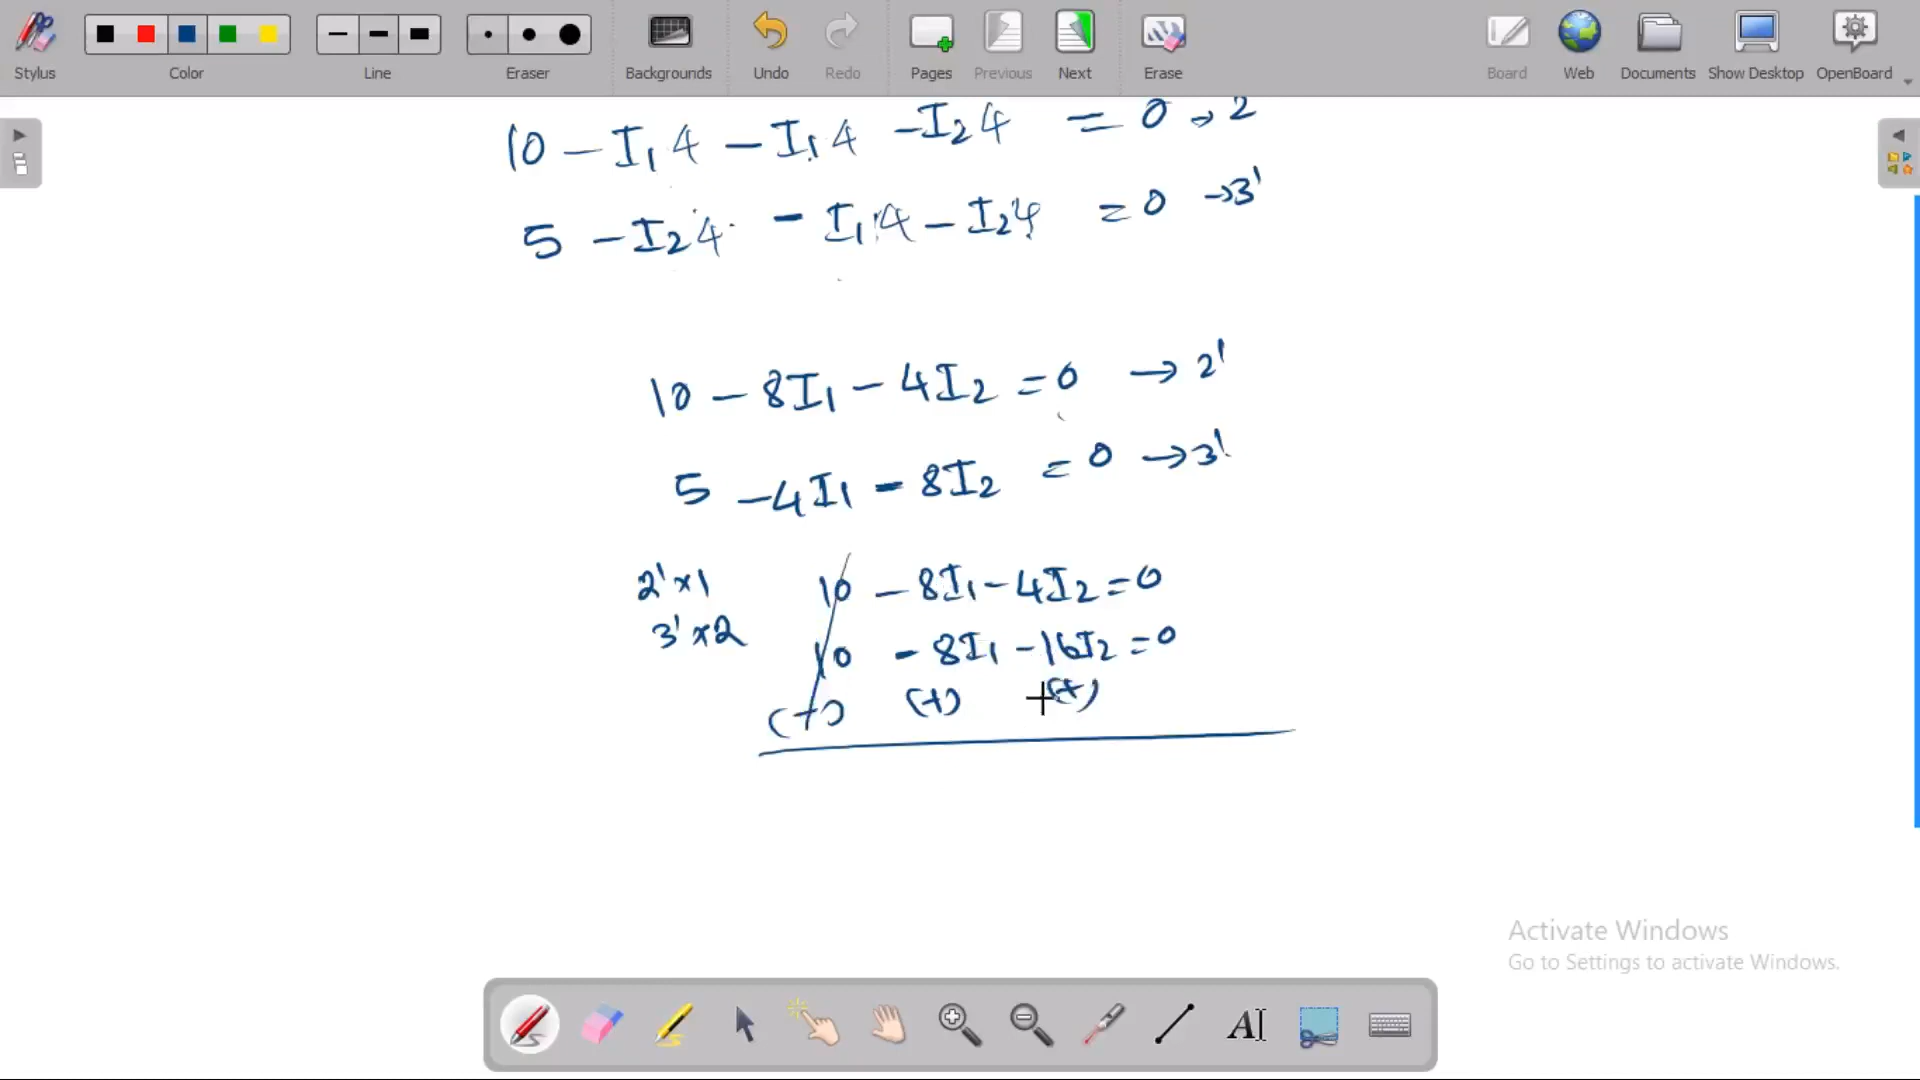 Stylus Color Line Eraser Backgrounds Undo Redo Pages Previous Next Erase Board Web Documents Show Desktop OpenBoard
10 - I₁4 - I₁4 - I₂4 = 0 → 2
5 - I₂4 - I₁4 - I₂4 = 0 → 3'
10 - 8I₁ - 4I₂ = 0 → 2'
5 - 4I₁ - 8I₂ = 0 → 3'
2' × 1 10 - 8I₁ - 4I₂ = 0
3' × 2 10 - 8I₁ - 16I₂ = 0
(+) (+) (+)
Activate Windows
Go to Settings to activate Windows.
AI